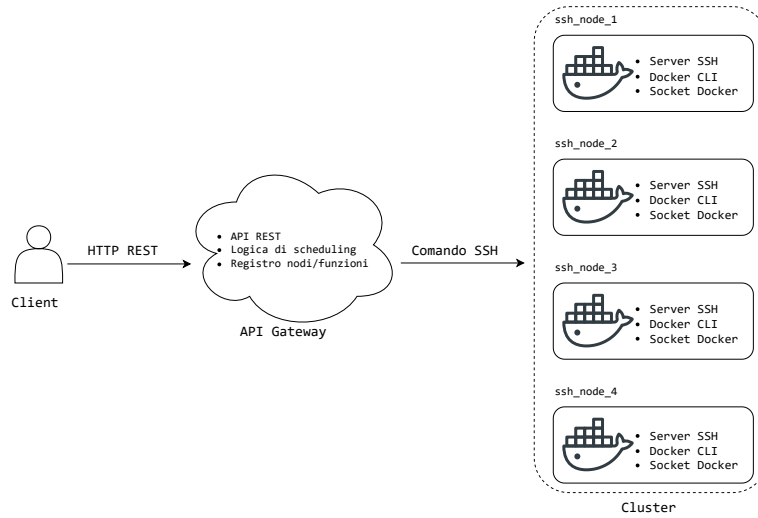 ssh_node_1
• Server SSH
• Docker CLI
• Socket Docker
ssh_node_2
• Server SSH
• Docker CLI
• Socket Docker
HTTP REST
• API REST
• Logica di scheduling
• Registro nodi/funzioni
Comando SSH
Client
API Gateway
ssh_node_3
• Server SSH
• Docker CLI
• Socket Docker
ssh_node_4
• Server SSH
• Docker CLI
• Socket Docker
Cluster